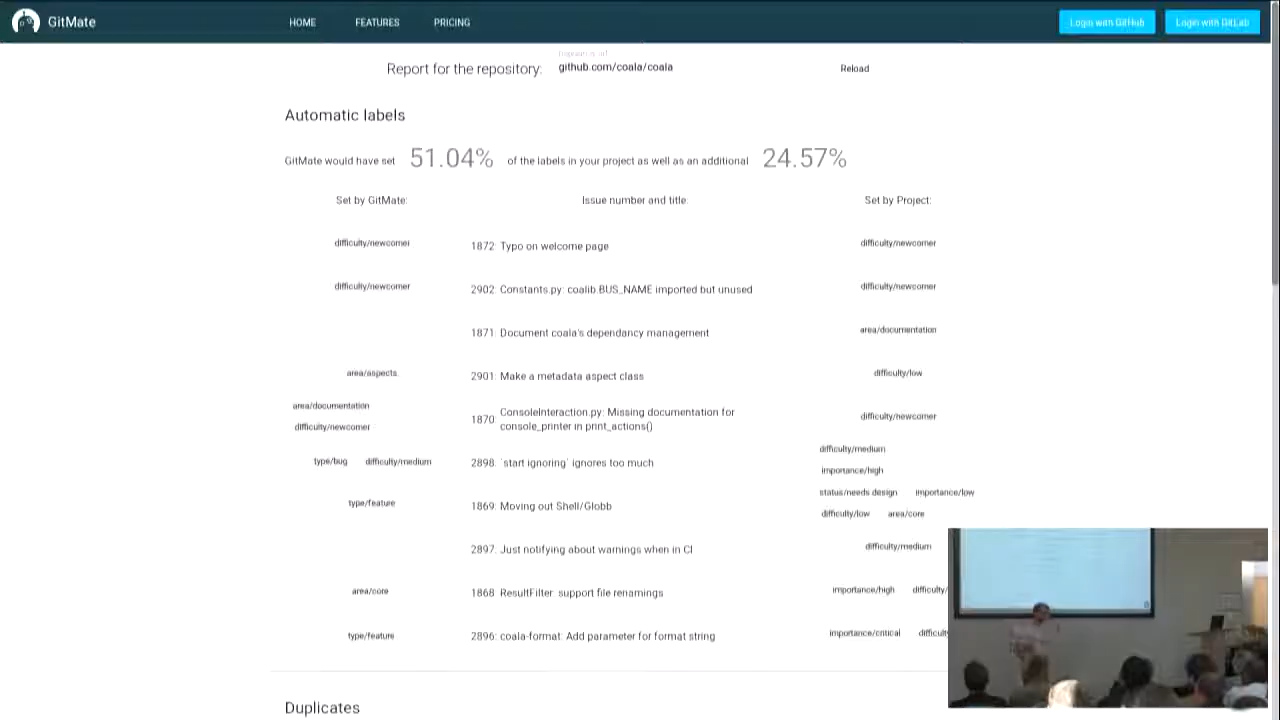 GitMate HOME FEATURES PRICING Login with GitHub Login with GitLab
Report for the repository: github.com/coala/coala Reload
Automatic labels
GitMate would have set 51.04% of the labels in your project as well as an additional 24.57%
Set by GitMate: Issue number and title: Set by Project:
difficulty/newcomer 1872: Typo on welcome page difficulty/newcomer
difficulty/newcomer 2902: Constants.py: coalib.BUS_NAME imported but unused difficulty/newcomer
1871: Document coala's dependancy management area/documentation
area/aspects 2901: Make a metadata aspect class difficulty/low
area/documentation
difficulty/newcomer
1870: ConsoleInteraction.py: Missing documentation for
console_printer in print_actions()
difficulty/newcomer
type/bug difficulty/medium 2898: `start ignoring` ignores too much
difficulty/medium
importance/high
type/feature 1869: Moving out Shell/Globb
status/needs design importance/low
difficulty/low area/core
2897: Just notifying about warnings when in CI difficulty/medium
area/core 1868: ResultFilter: support file renamings importance/high difficulty/
type/feature 2896: coala-format: Add parameter for format string importance/critical difficult
Duplicates